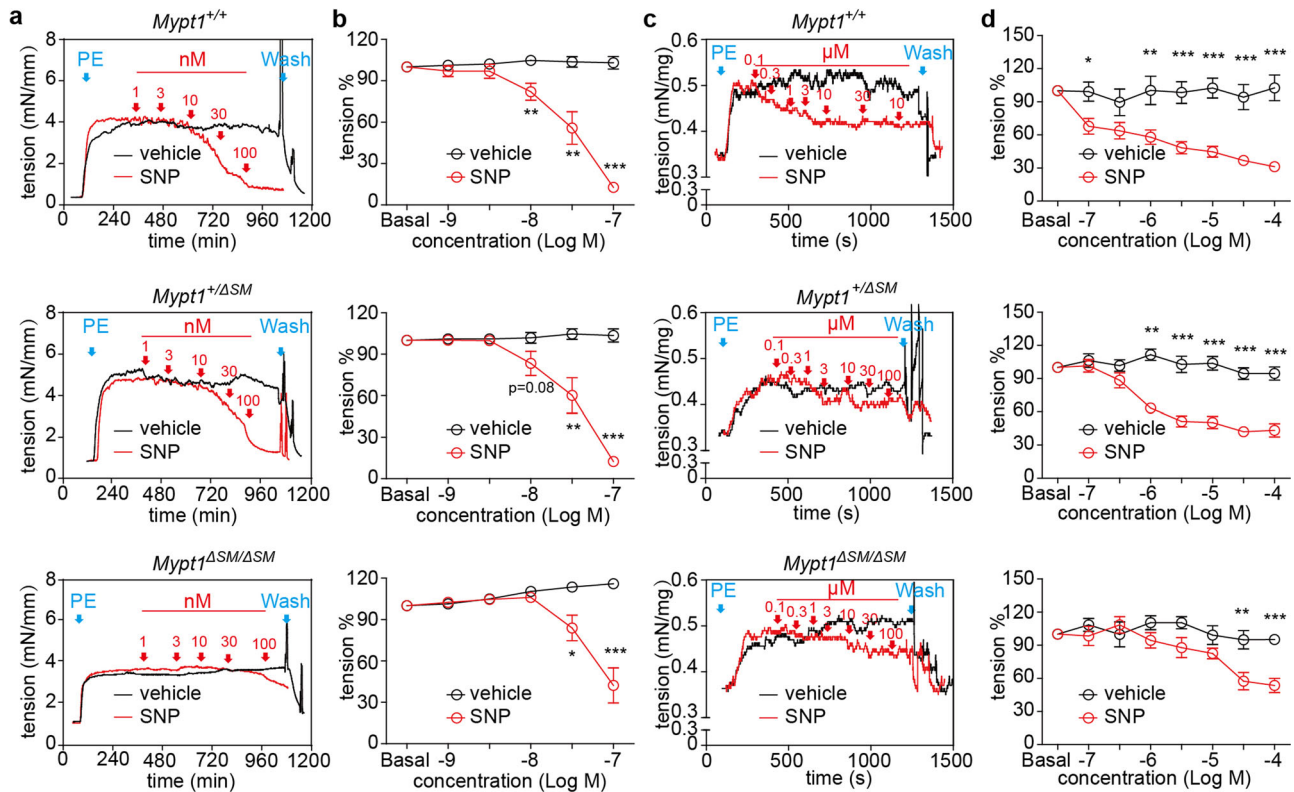 a
Mypt1+/+
tension (mN/mm)
8
6
4
2
0
PE
nM
Wash
1
3
10
30
100
vehicle
SNP
0
240
480
720
960
1200
time (min)
b
tension %
120
80
40
0
**
**
***
vehicle
SNP
Basal
-9
-8
-7
concentration (Log M)
c
Mypt1+/+
tension (mN/mg)
0.6
0.5
0.4
0.3
0.3
0
PE
µM
Wash
0.1
0.3
1
3
10
30
10
vehicle
SNP
0
500
1000
1500
time (s)
d
tension %
150
120
90
60
30
0
*
**
***
***
***
***
vehicle
SNP
Basal
-7
-6
-5
-4
concentration (Log M)
Mypt1+/ΔSM
tension (mN/mm)
8
6
4
2
0
PE
nM
Wash
1
3
10
30
100
vehicle
SNP
0
240
480
720
960
1200
time (min)
tension %
120
80
40
0
p=0.08
**
***
vehicle
SNP
Basal
-9
-8
-7
concentration (Log M)
Mypt1+/ΔSM
tension (mN/mg)
0.6
0.5
0.4
0.3
0.3
0
PE
µM
Wash
0.1
0.3
1
3
10
30
100
vehicle
SNP
0
500
1000
1500
time (s)
tension %
150
120
90
60
30
0
**
***
***
***
***
vehicle
SNP
Basal
-7
-6
-5
-4
concentration (Log M)
Mypt1ΔSM/ΔSM
tension (mN/mm)
8
6
4
2
0
PE
nM
Wash
1
3
10
30
100
vehicle
SNP
0
240
480
720
960
1200
time (min)
tension %
120
80
40
0
*
***
vehicle
SNP
Basal
-9
-8
-7
concentration (Log M)
Mypt1ΔSM/ΔSM
tension (mN/mg)
0.6
0.5
0.4
0.3
0.3
0
PE
µM
Wash
0.1
0.3
1
3
10
30
100
vehicle
SNP
0
500
1000
1500
time (s)
tension %
150
120
90
60
30
0
**
***
vehicle
SNP
Basal
-7
-6
-5
-4
concentration (Log M)